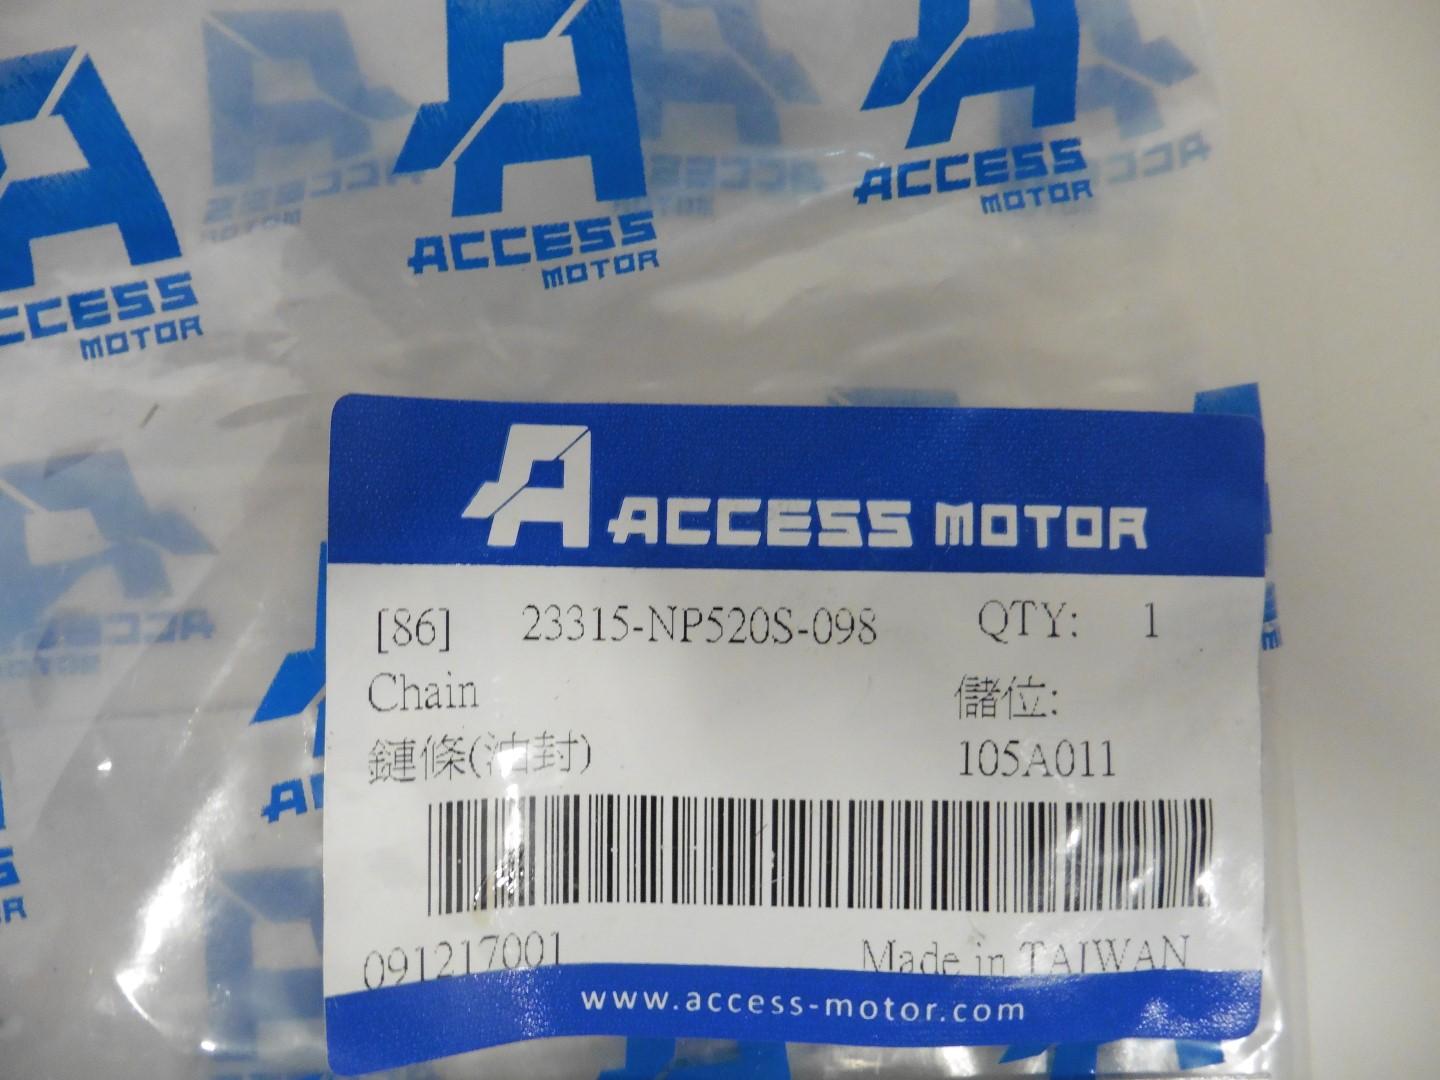 ACCESS
MOTOR
ACCESS
MOTOR
ACCESS
MOTOR
ACCESS MOTOR
[86] 23315-NP520S-098 QTY: 1
Chain 儲位:
鏈條(油封) 105A011
091217001 Made in TAIWAN
www.access-motor.com